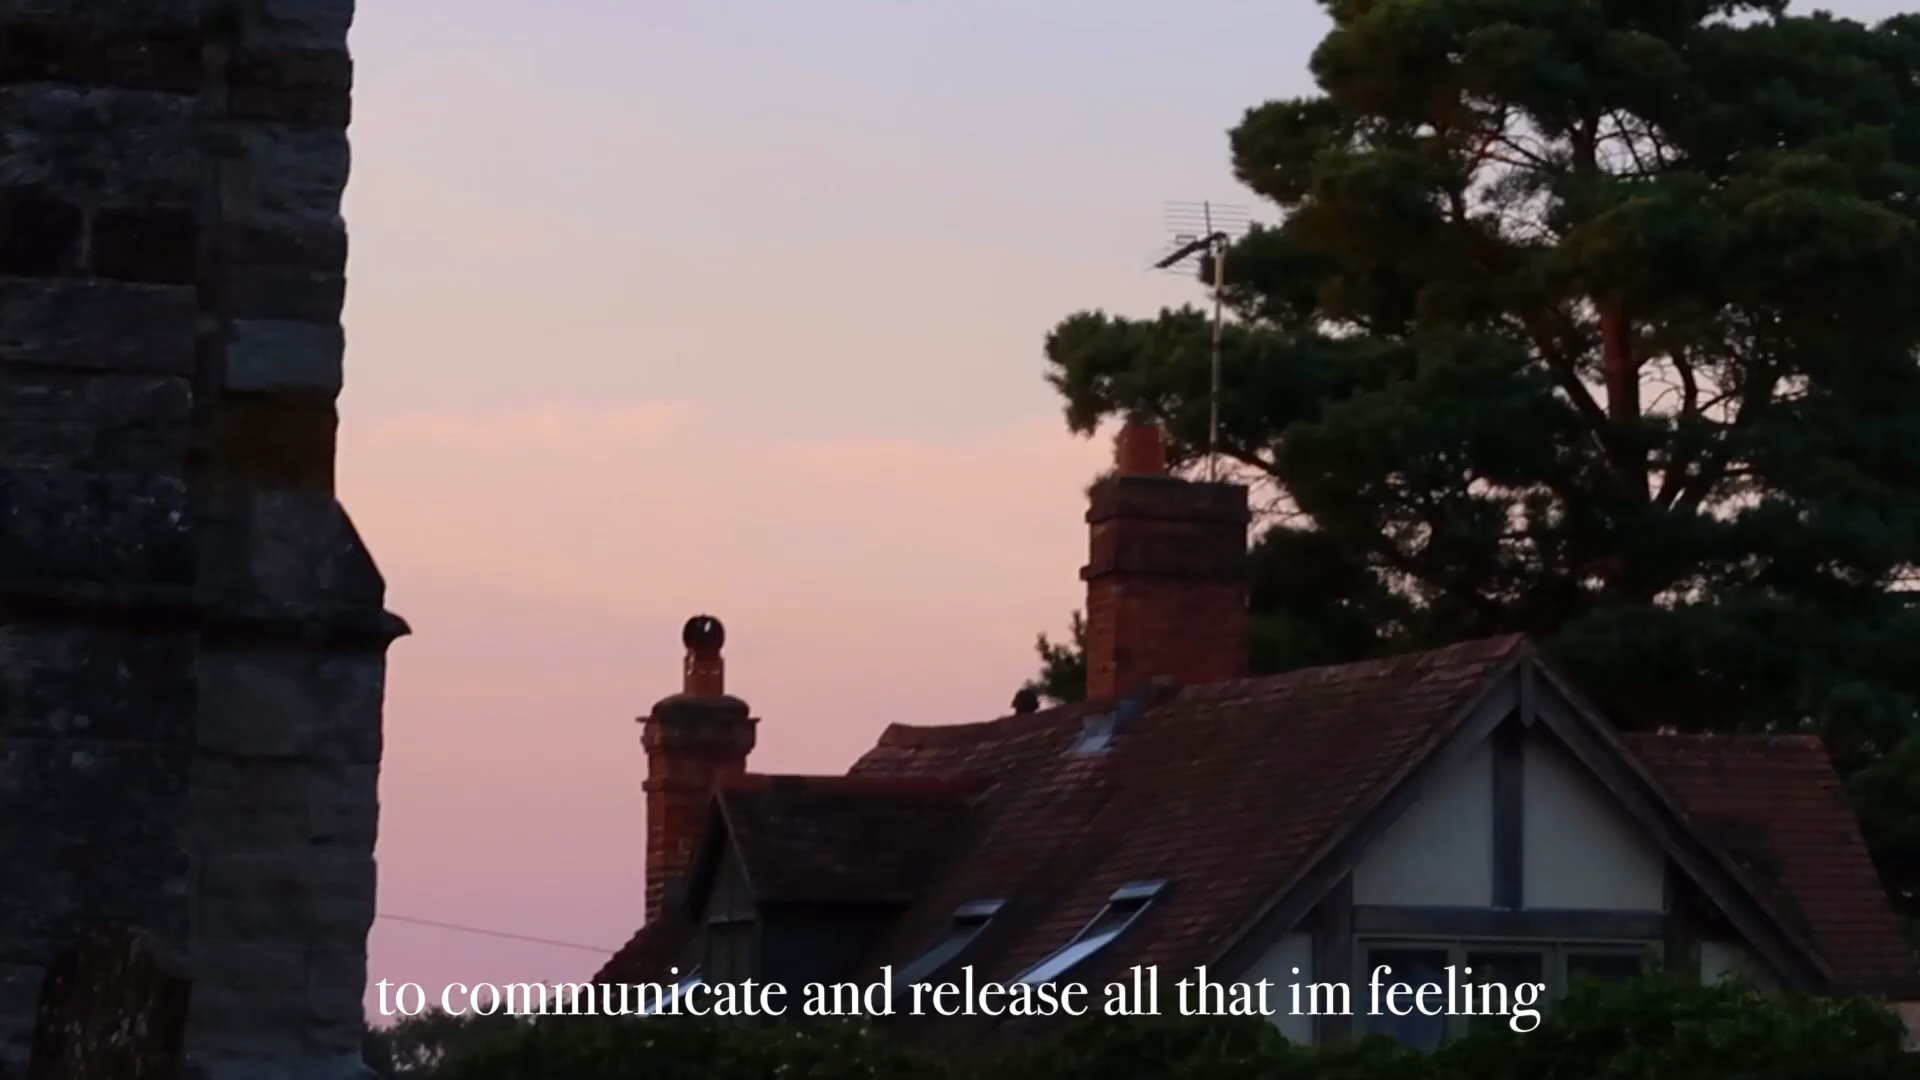 to communicate and release all that im feeling